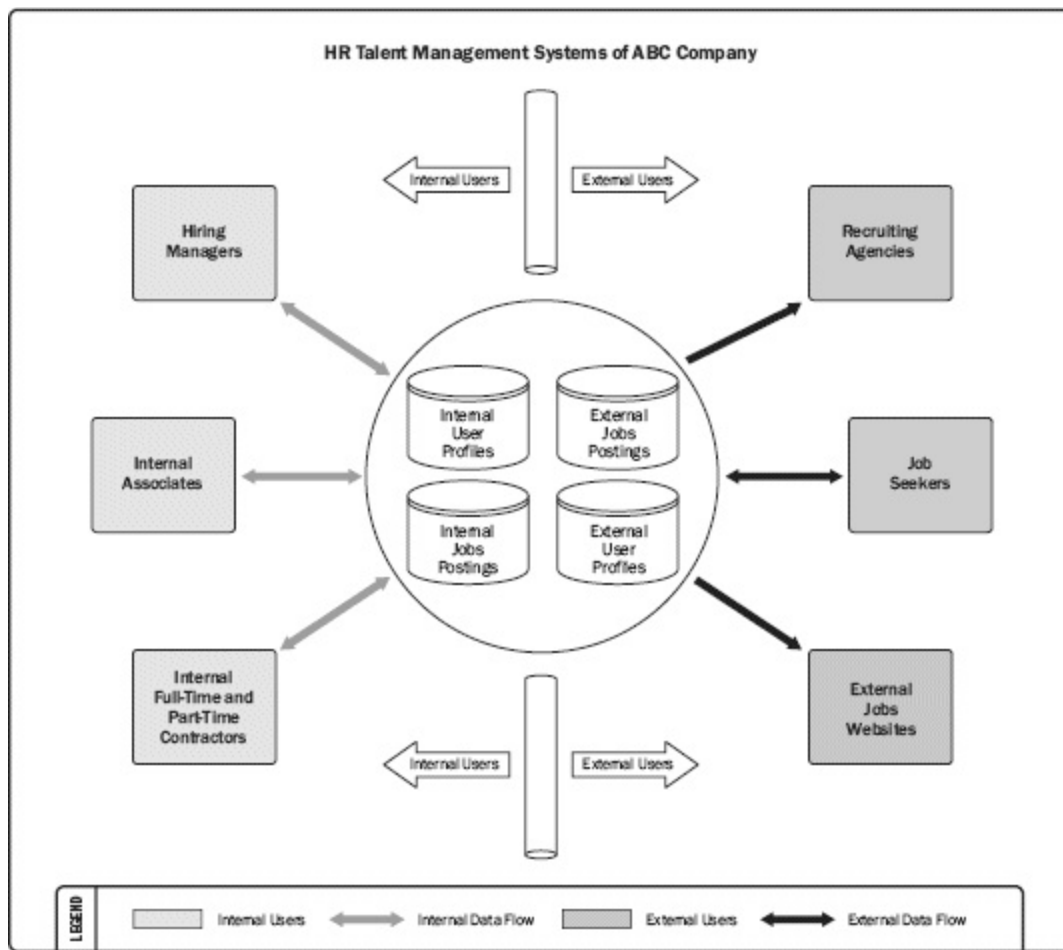 HR Talent Management Systems of ABC Company
Internal Users
External Users
Hiring
Managers
Recruiting
Agencies
Internal
User
Profiles
External
Jobs
Postings
Internal
Associates
Job
Seekers
Internal
Jobs
Postings
External
User
Profiles
Internal
Full-Time and
Part-Time
Contractors
External
Jobs
Websites
Internal Users
External Users
LEGEND
Internal Users
Internal Data Flow
External Users
External Data Flow